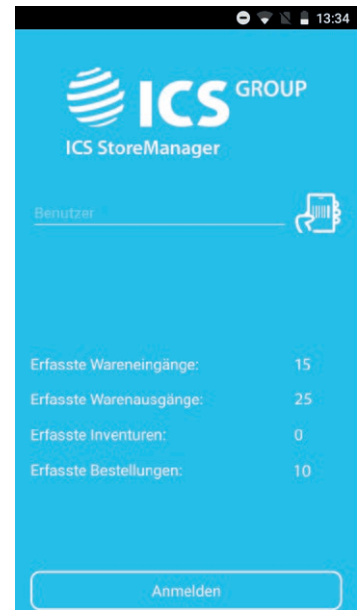 13:34
ICS GROUP
ICS StoreManager
Benutzer
Erfasste Wareneingänge: 15
Erfasste Warenausgänge: 25
Erfasste Inventuren: 0
Erfasste Bestellungen: 10
Anmelden